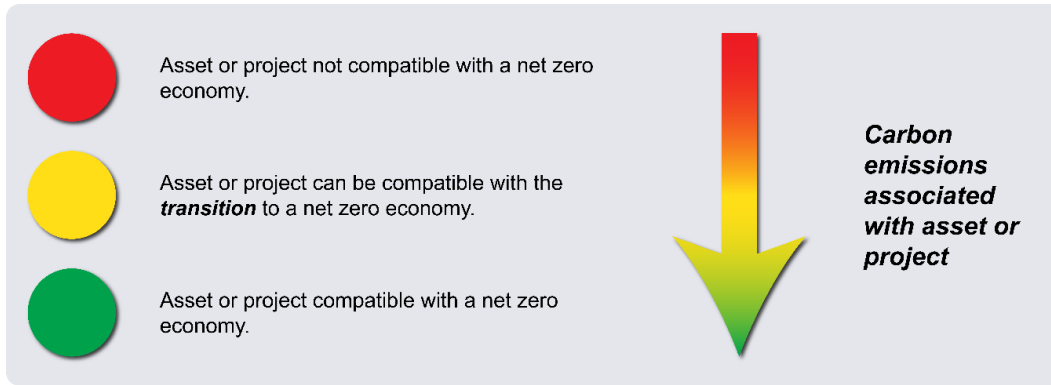 Asset or project not compatible with a net zero
economy.
Asset or project can be compatible with the
transition to a net zero economy.
Asset or project compatible with a net zero
economy.
Carbon
emissions
associated
with asset or
project